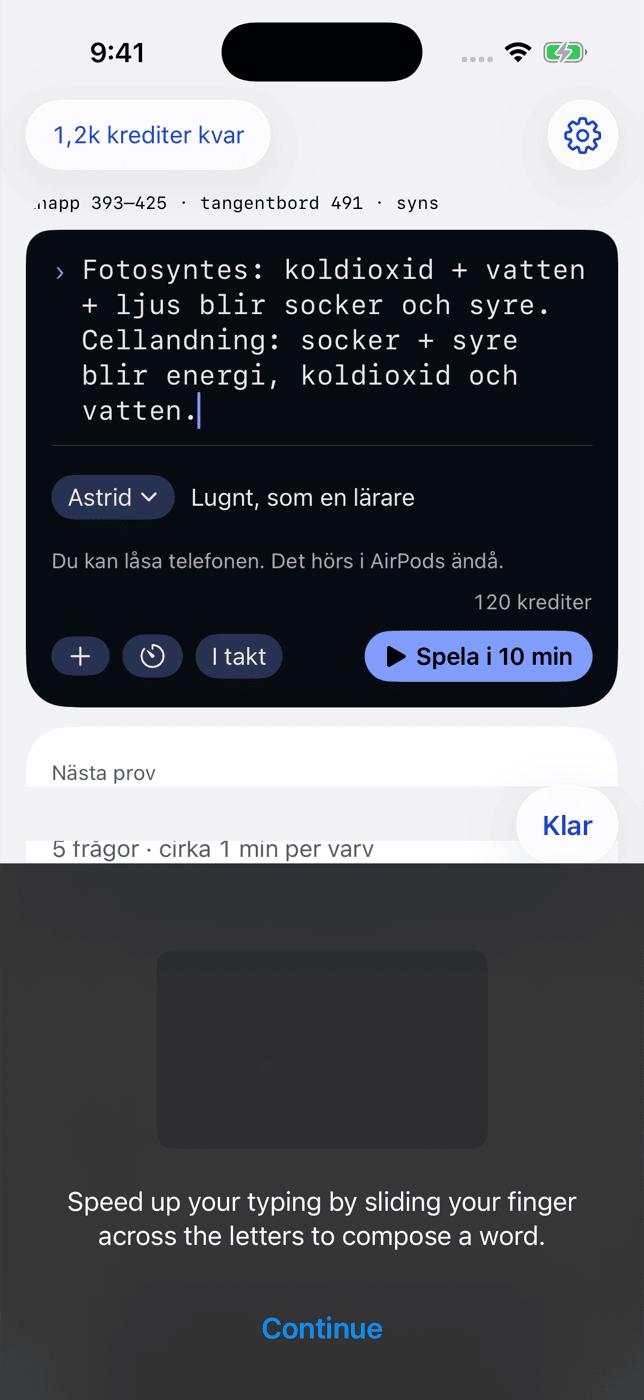 9:41
1,2k krediter kvar
393–425 · tangentbord 491 · syns
› Fotosyntes: koldioxid + vatten
+ ljus blir socker och syre.
Cellandning: socker + syre
blir energi, koldioxid och
vatten.
Astrid Lugnt, som en lärare
Du kan låsa telefonen. Det hörs i AirPods ändå.
120 krediter
+ I takt Spela i 10 min
Nästa prov
Klar
5 frågor · cirka 1 min per varv
Speed up your typing by sliding your finger
across the letters to compose a word.
Continue